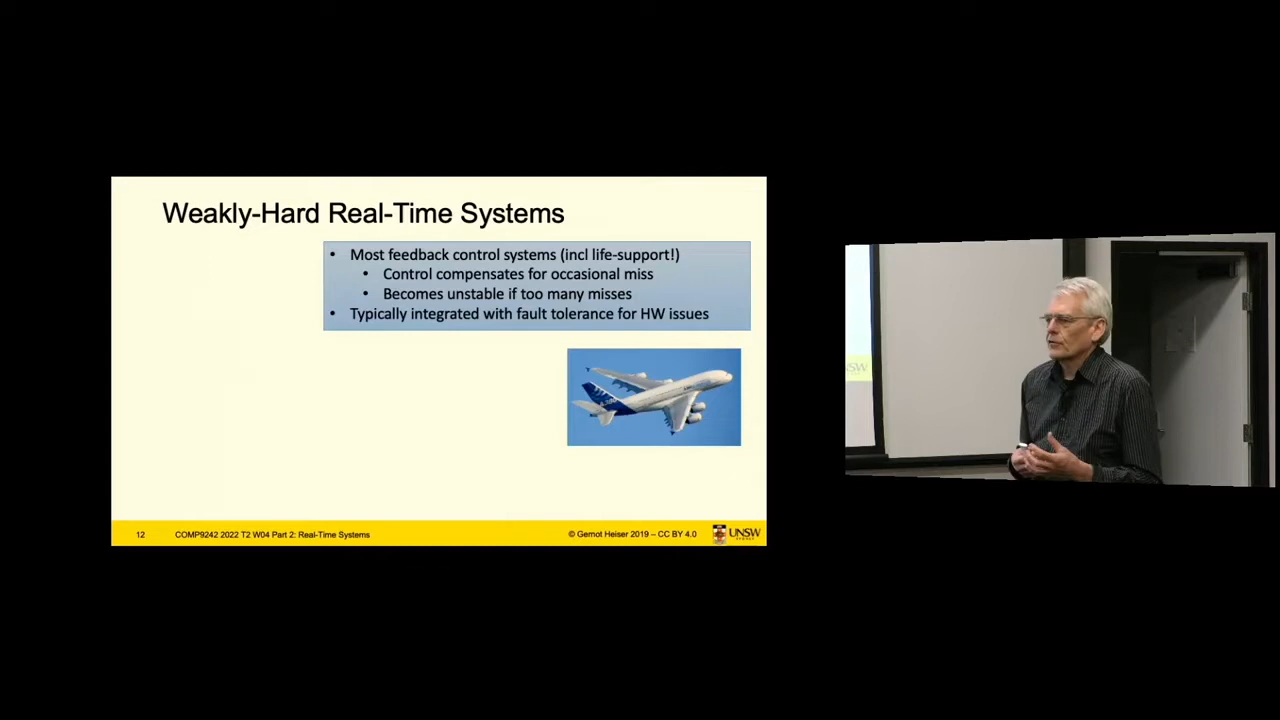 Weakly-Hard Real-Time Systems
• Most feedback control systems (incl life-support!)
• Control compensates for occasional miss
• Becomes unstable if too many misses
• Typically integrated with fault tolerance for HW issues
12 COMP9242 2022 T2 W04 Part 2: Real-Time Systems © Gernot Heiser 2019 – CC BY 4.0 UNSW